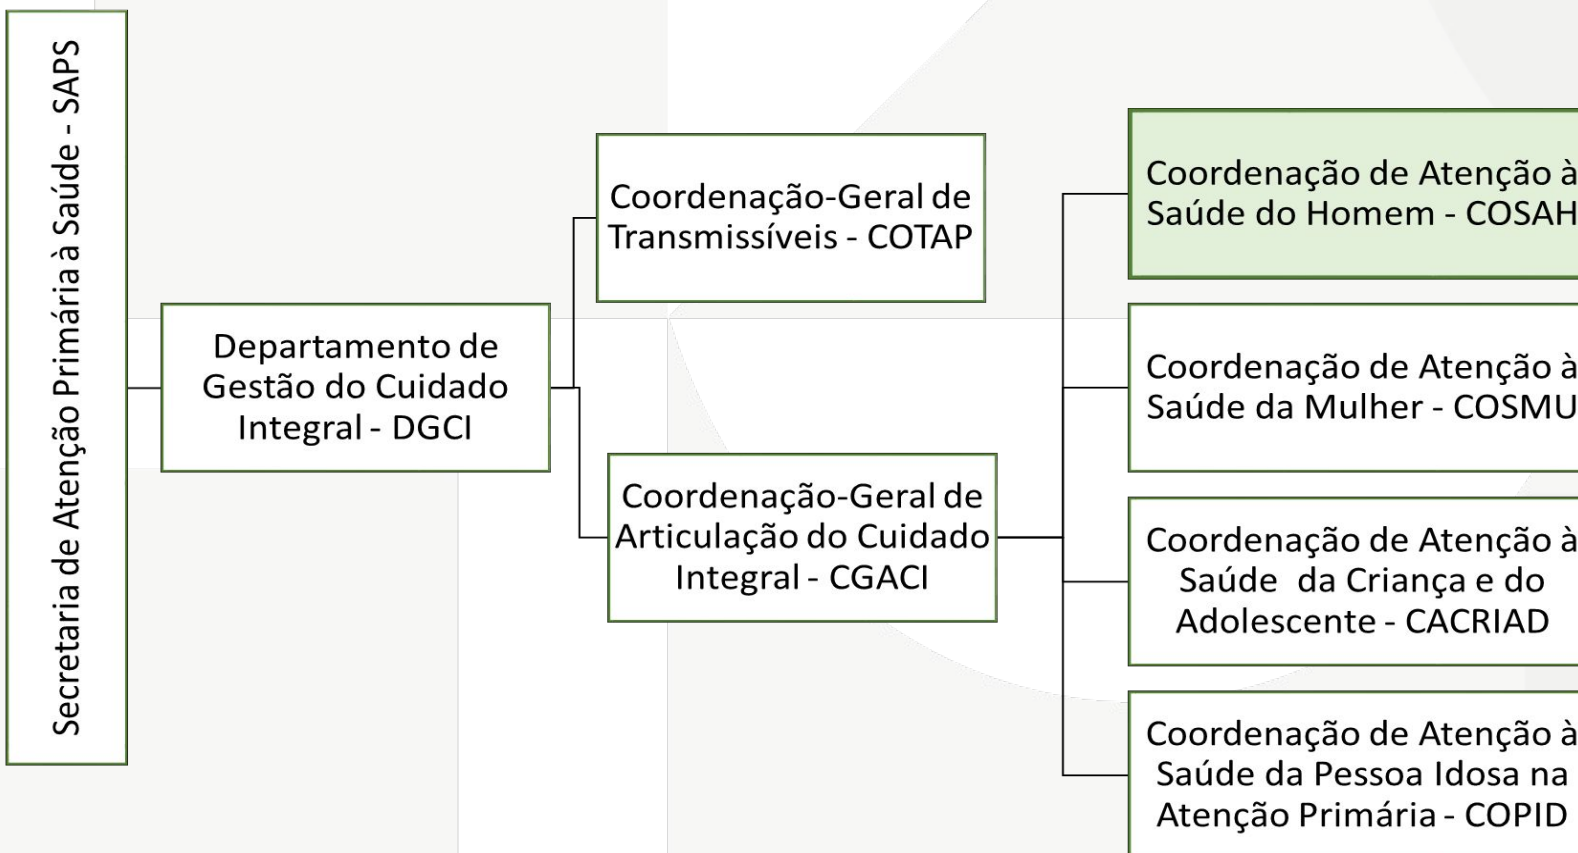 Secretaria de Atenção Primária à Saúde - SAPS
Departamento de
Gestão do Cuidado
Integral - DGCI
Coordenação-Geral de
Transmissíveis - COTAP
Coordenação-Geral de
Articulação do Cuidado
Integral - CGACI
Coordenação de Atenção à
Saúde do Homem - COSAH
Coordenação de Atenção à
Saúde da Mulher - COSMU
Coordenação de Atenção à
Saúde da Criança e do
Adolescente - CACRIAD
Coordenação de Atenção à
Saúde da Pessoa Idosa na
Atenção Primária - COPID